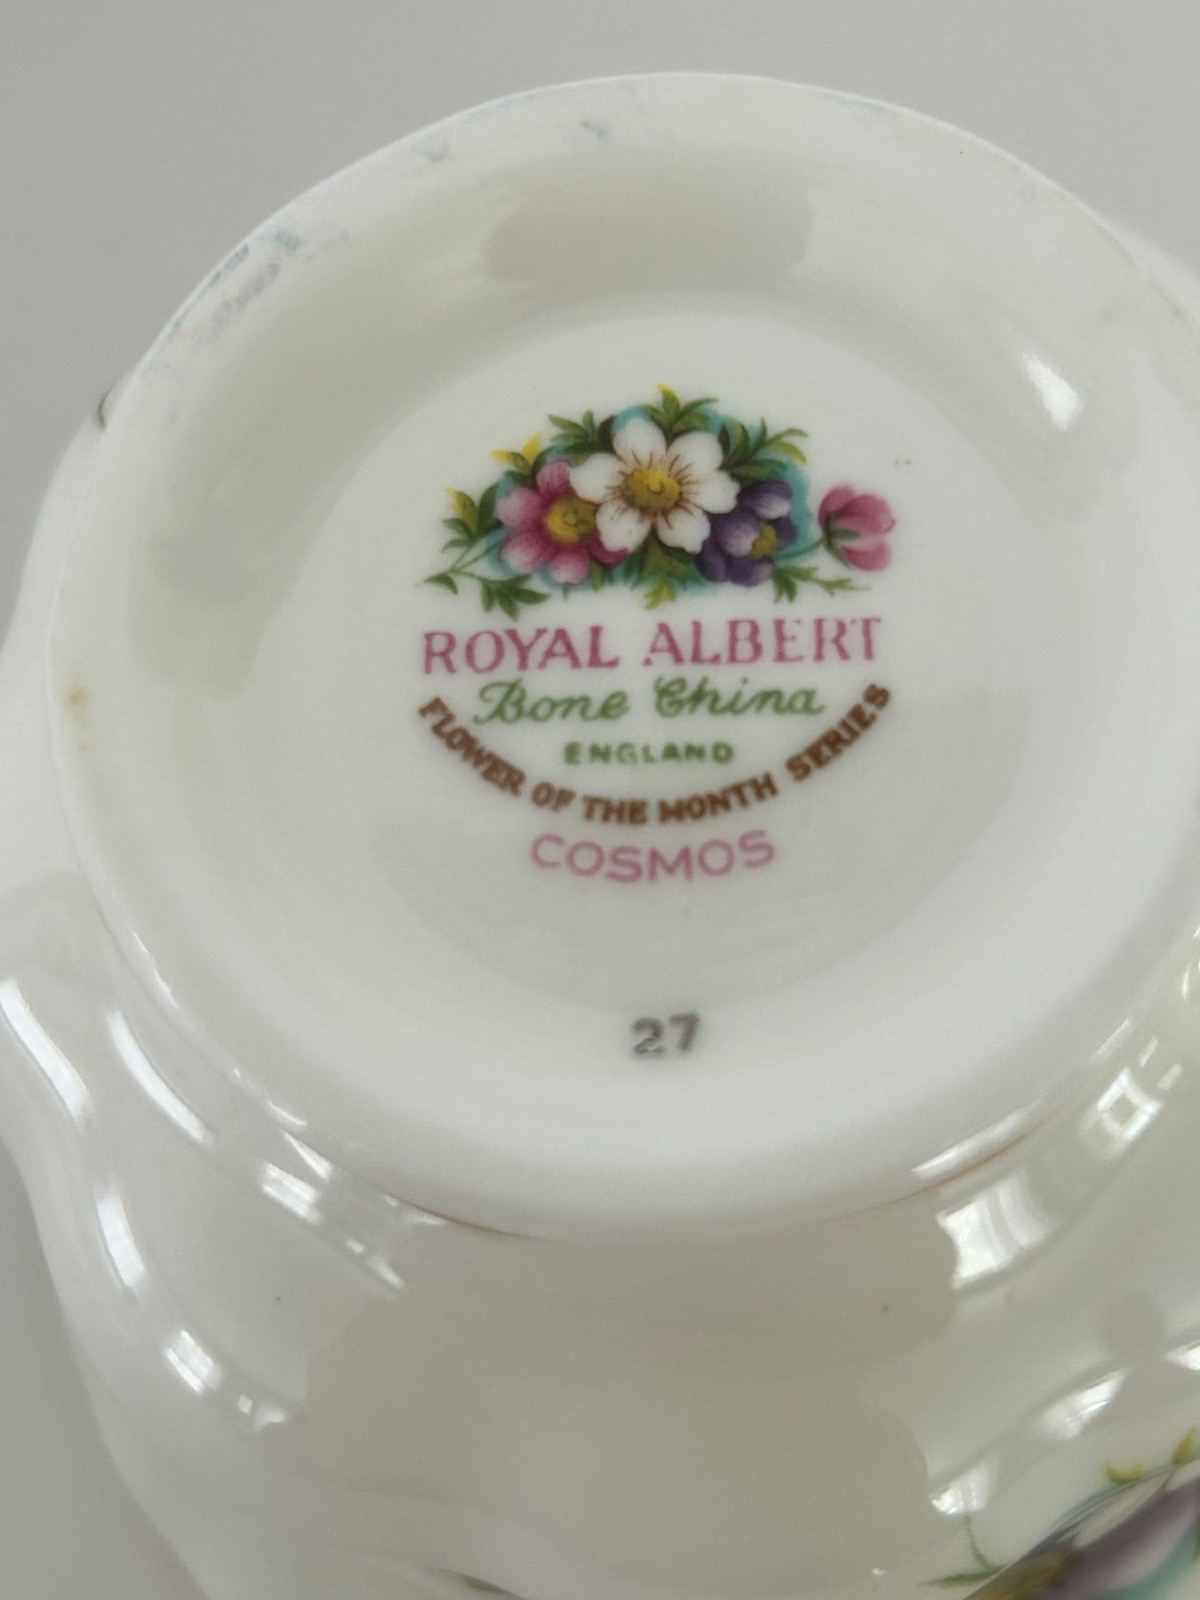 ROYAL ALBERT
Bone China
ENGLAND
FLOWER OF THE MONTH SERIES
COSMOS
27